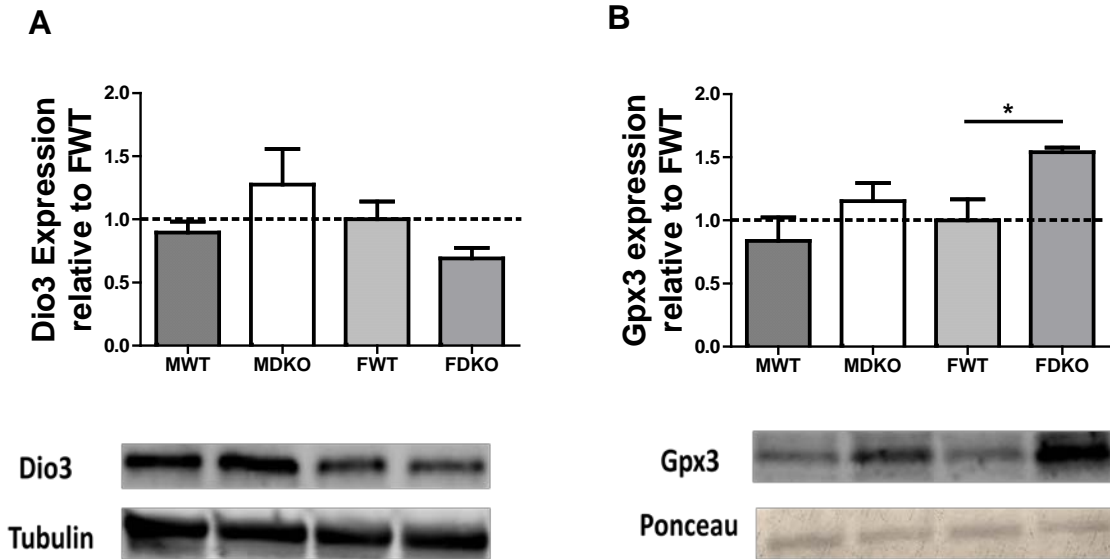 A
Dio3 Expression
relative to FWT
2.0
1.5
1.0
0.5
0.0
MWT MDKO FWT FDKO
Dio3
Tubulin
B
Gpx3 expression
relative to FWT
2.0
1.5
1.0
0.5
0.0
*
MWT MDKO FWT FDKO
Gpx3
Ponceau